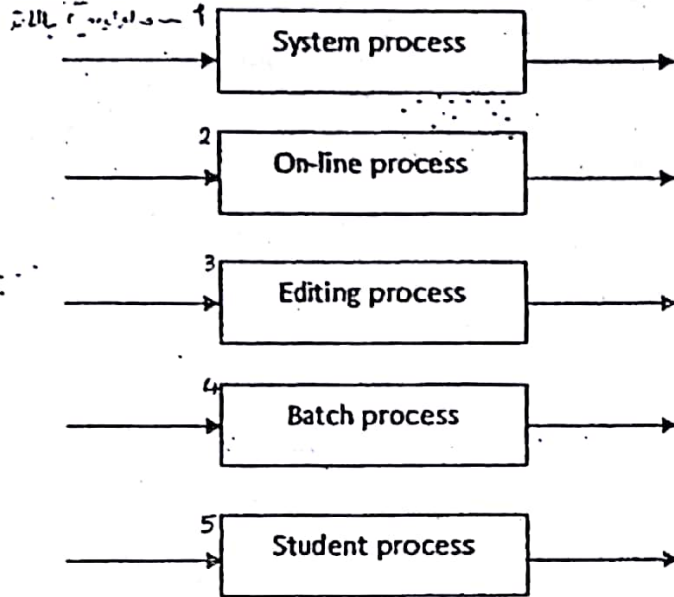 1
System process
2
On-line process
3
Editing process
4
Batch process
5
Student process